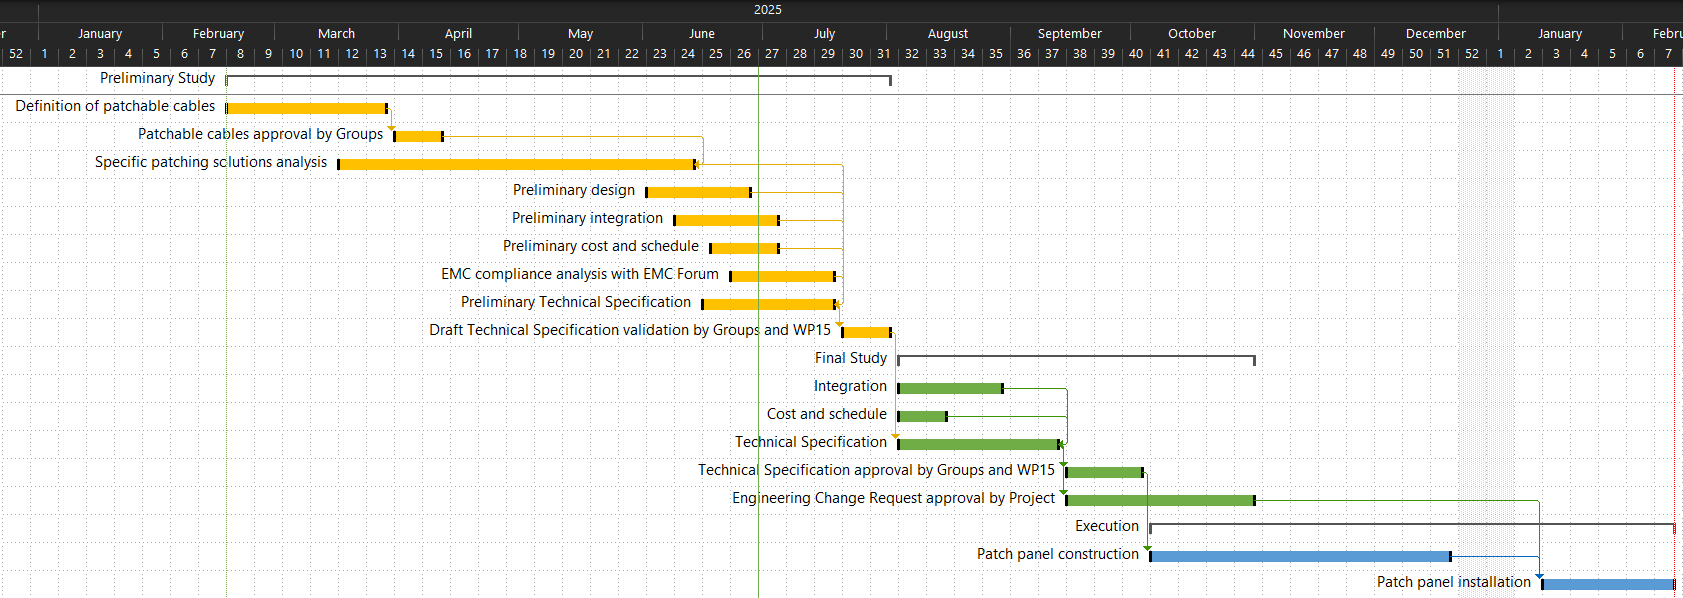 2025
r January February March April May June July August September October November December January Febru
52 1 2 3 4 5 6 7 8 9 10 11 12 13 14 15 16 17 18 19 20 21 22 23 24 25 26 27 28 29 30 31 32 33 34 35 36 37 38 39 40 41 42 43 44 45 46 47 48 49 50 51 52 1 2 3 4 5 6 7
Preliminary Study
Definition of patchable cables
Patchable cables approval by Groups
Specific patching solutions analysis
Preliminary design
Preliminary integration
Preliminary cost and schedule
EMC compliance analysis with EMC Forum
Preliminary Technical Specification
Draft Technical Specification validation by Groups and WP15
Final Study
Integration
Cost and schedule
Technical Specification
Technical Specification approval by Groups and WP15
Engineering Change Request approval by Project
Execution
Patch panel construction
Patch panel installation